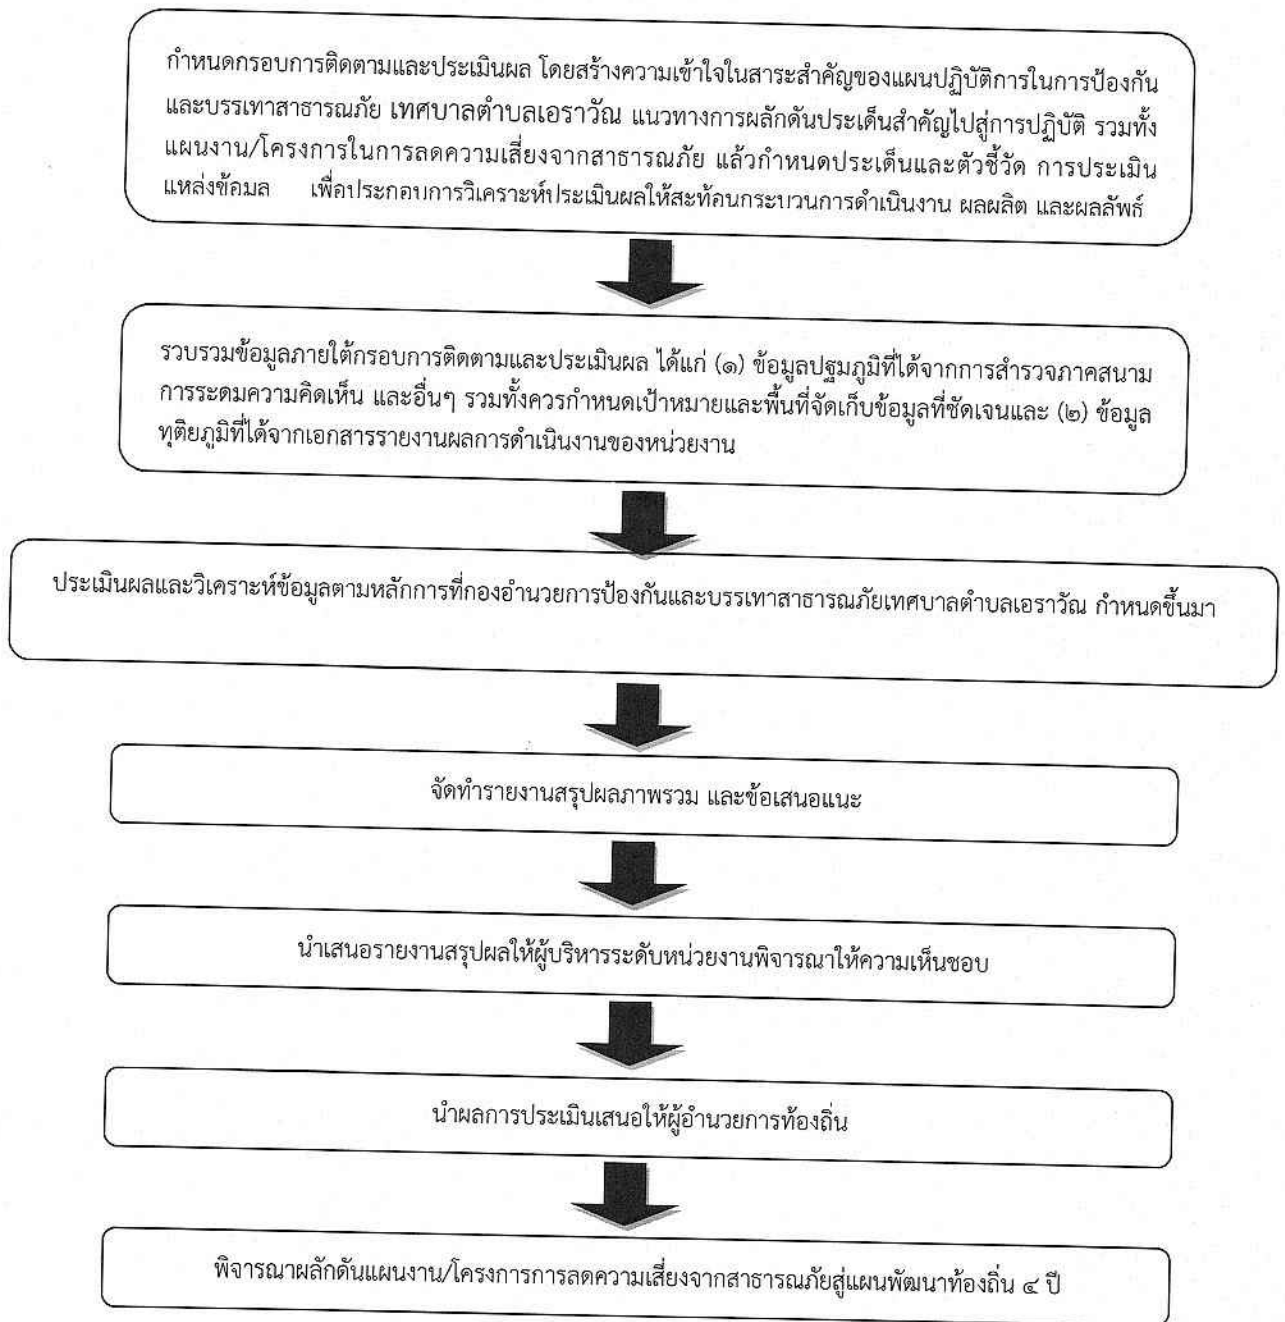 กำหนดกรอบการติดตามและประเมินผล โดยสร้างความเข้าใจในสาระสำคัญของแผนปฏิบัติการในการป้องกัน
และบรรเทาสาธารณภัย เทศบาลตำบลเอราวัณ แนวทางการผลักดันประเด็นสำคัญไปสู่การปฏิบัติ รวมทั้ง
แผนงาน/โครงการในการลดความเสี่ยงจากสาธารณภัย แล้วกำหนดประเด็นและตัวชี้วัด การประเมิน
แหล่งข้อมูล เพื่อประกอบการวิเคราะห์ประเมินผลให้สะท้อนกระบวนการดำเนินงาน ผลผลิต และผลลัพธ์
รวบรวมข้อมูลภายใต้กรอบการติดตามและประเมินผล ได้แก่ (๑) ข้อมูลปฐมภูมิที่ได้จากการสำรวจภาคสนาม
การระดมความคิดเห็น และอื่นๆ รวมทั้งควรกำหนดเป้าหมายและพื้นที่จัดเก็บข้อมูลที่ชัดเจนและ (๒) ข้อมูล
ทุติยภูมิที่ได้จากเอกสารรายงานผลการดำเนินงานของหน่วยงาน
ประเมินผลและวิเคราะห์ข้อมูลตามหลักการที่กองอำนวยการป้องกันและบรรเทาสาธารณภัยเทศบาลตำบลเอราวัณ กำหนดขึ้นมา
จัดทำรายงานสรุปผลภาพรวม และข้อเสนอแนะ
นำเสนอรายงานสรุปผลให้ผู้บริหารระดับหน่วยงานพิจารณาให้ความเห็นชอบ
นำผลการประเมินเสนอให้ผู้อำนวยการท้องถิ่น
พิจารณาผลักดันแผนงาน/โครงการการลดความเสี่ยงจากสาธารณภัยสู่แผนพัฒนาท้องถิ่น ๔ ปี